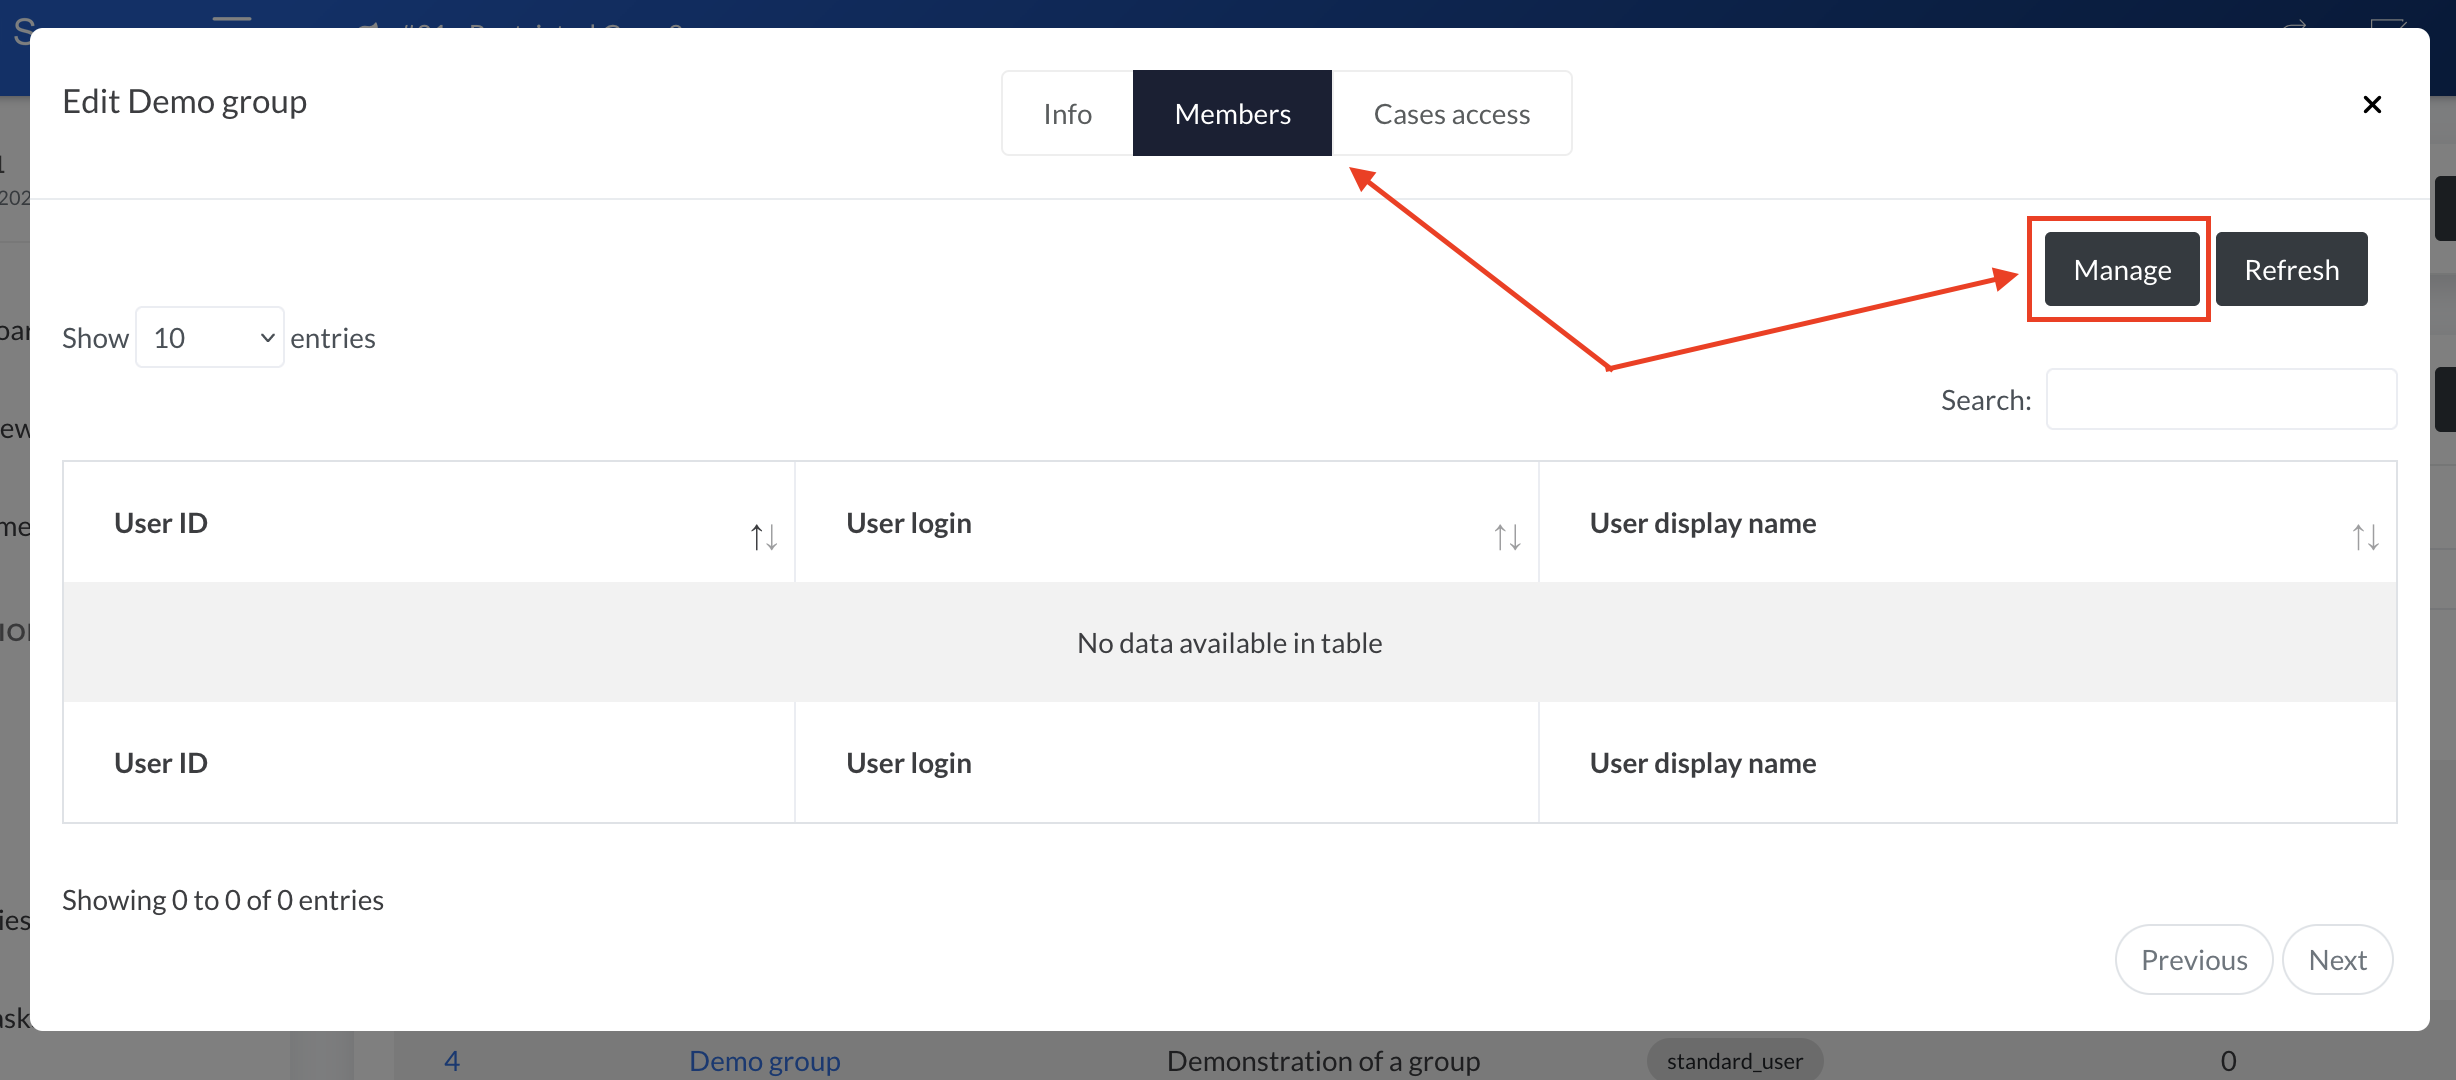 Edit Demo group
Info
Members
Cases access
Manage
Refresh
Show 10 entries
Search:
User ID
User login
User display name
No data available in table
User ID
User login
User display name
Showing 0 to 0 of 0 entries
Previous
Next
4
Demo group
Demonstration of a group
standard_user
0